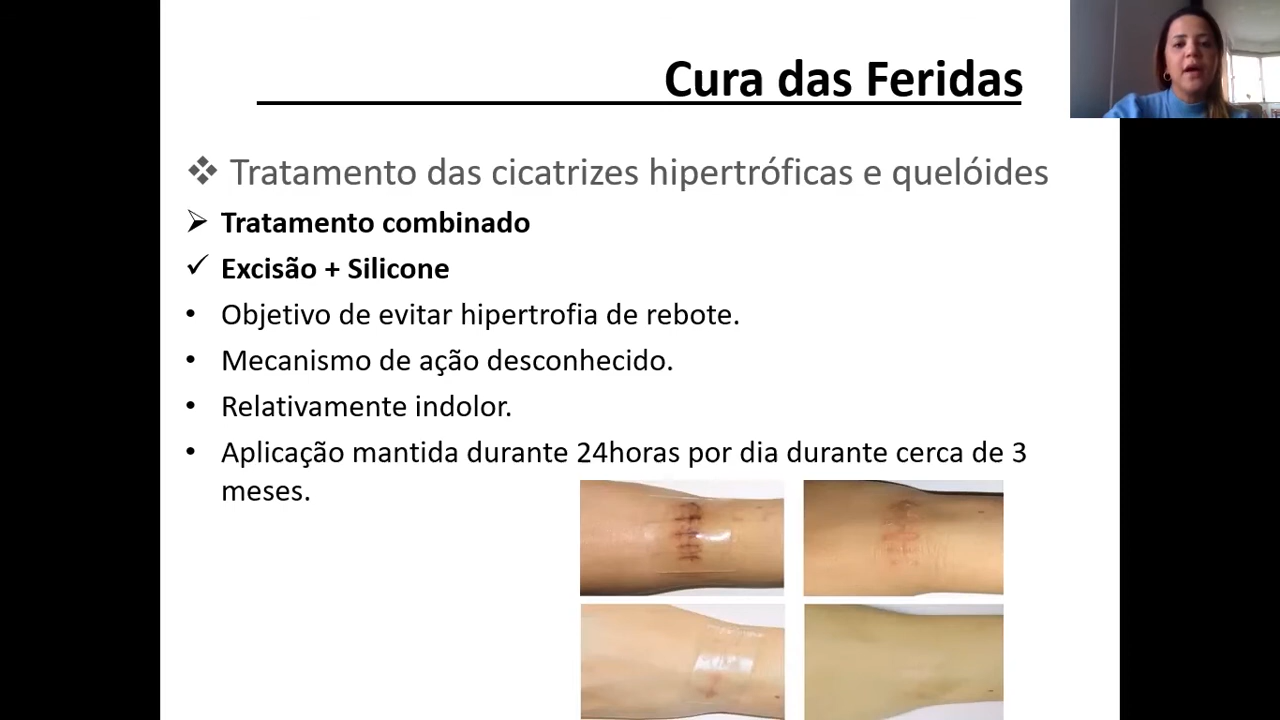 Cura das Feridas
❖ Tratamento das cicatrizes hipertróficas e quelóides
➢ Tratamento combinado
✓ Excisão + Silicone
• Objetivo de evitar hipertrofia de rebote.
• Mecanismo de ação desconhecido.
• Relativamente indolor.
• Aplicação mantida durante 24horas por dia durante cerca de 3
meses.